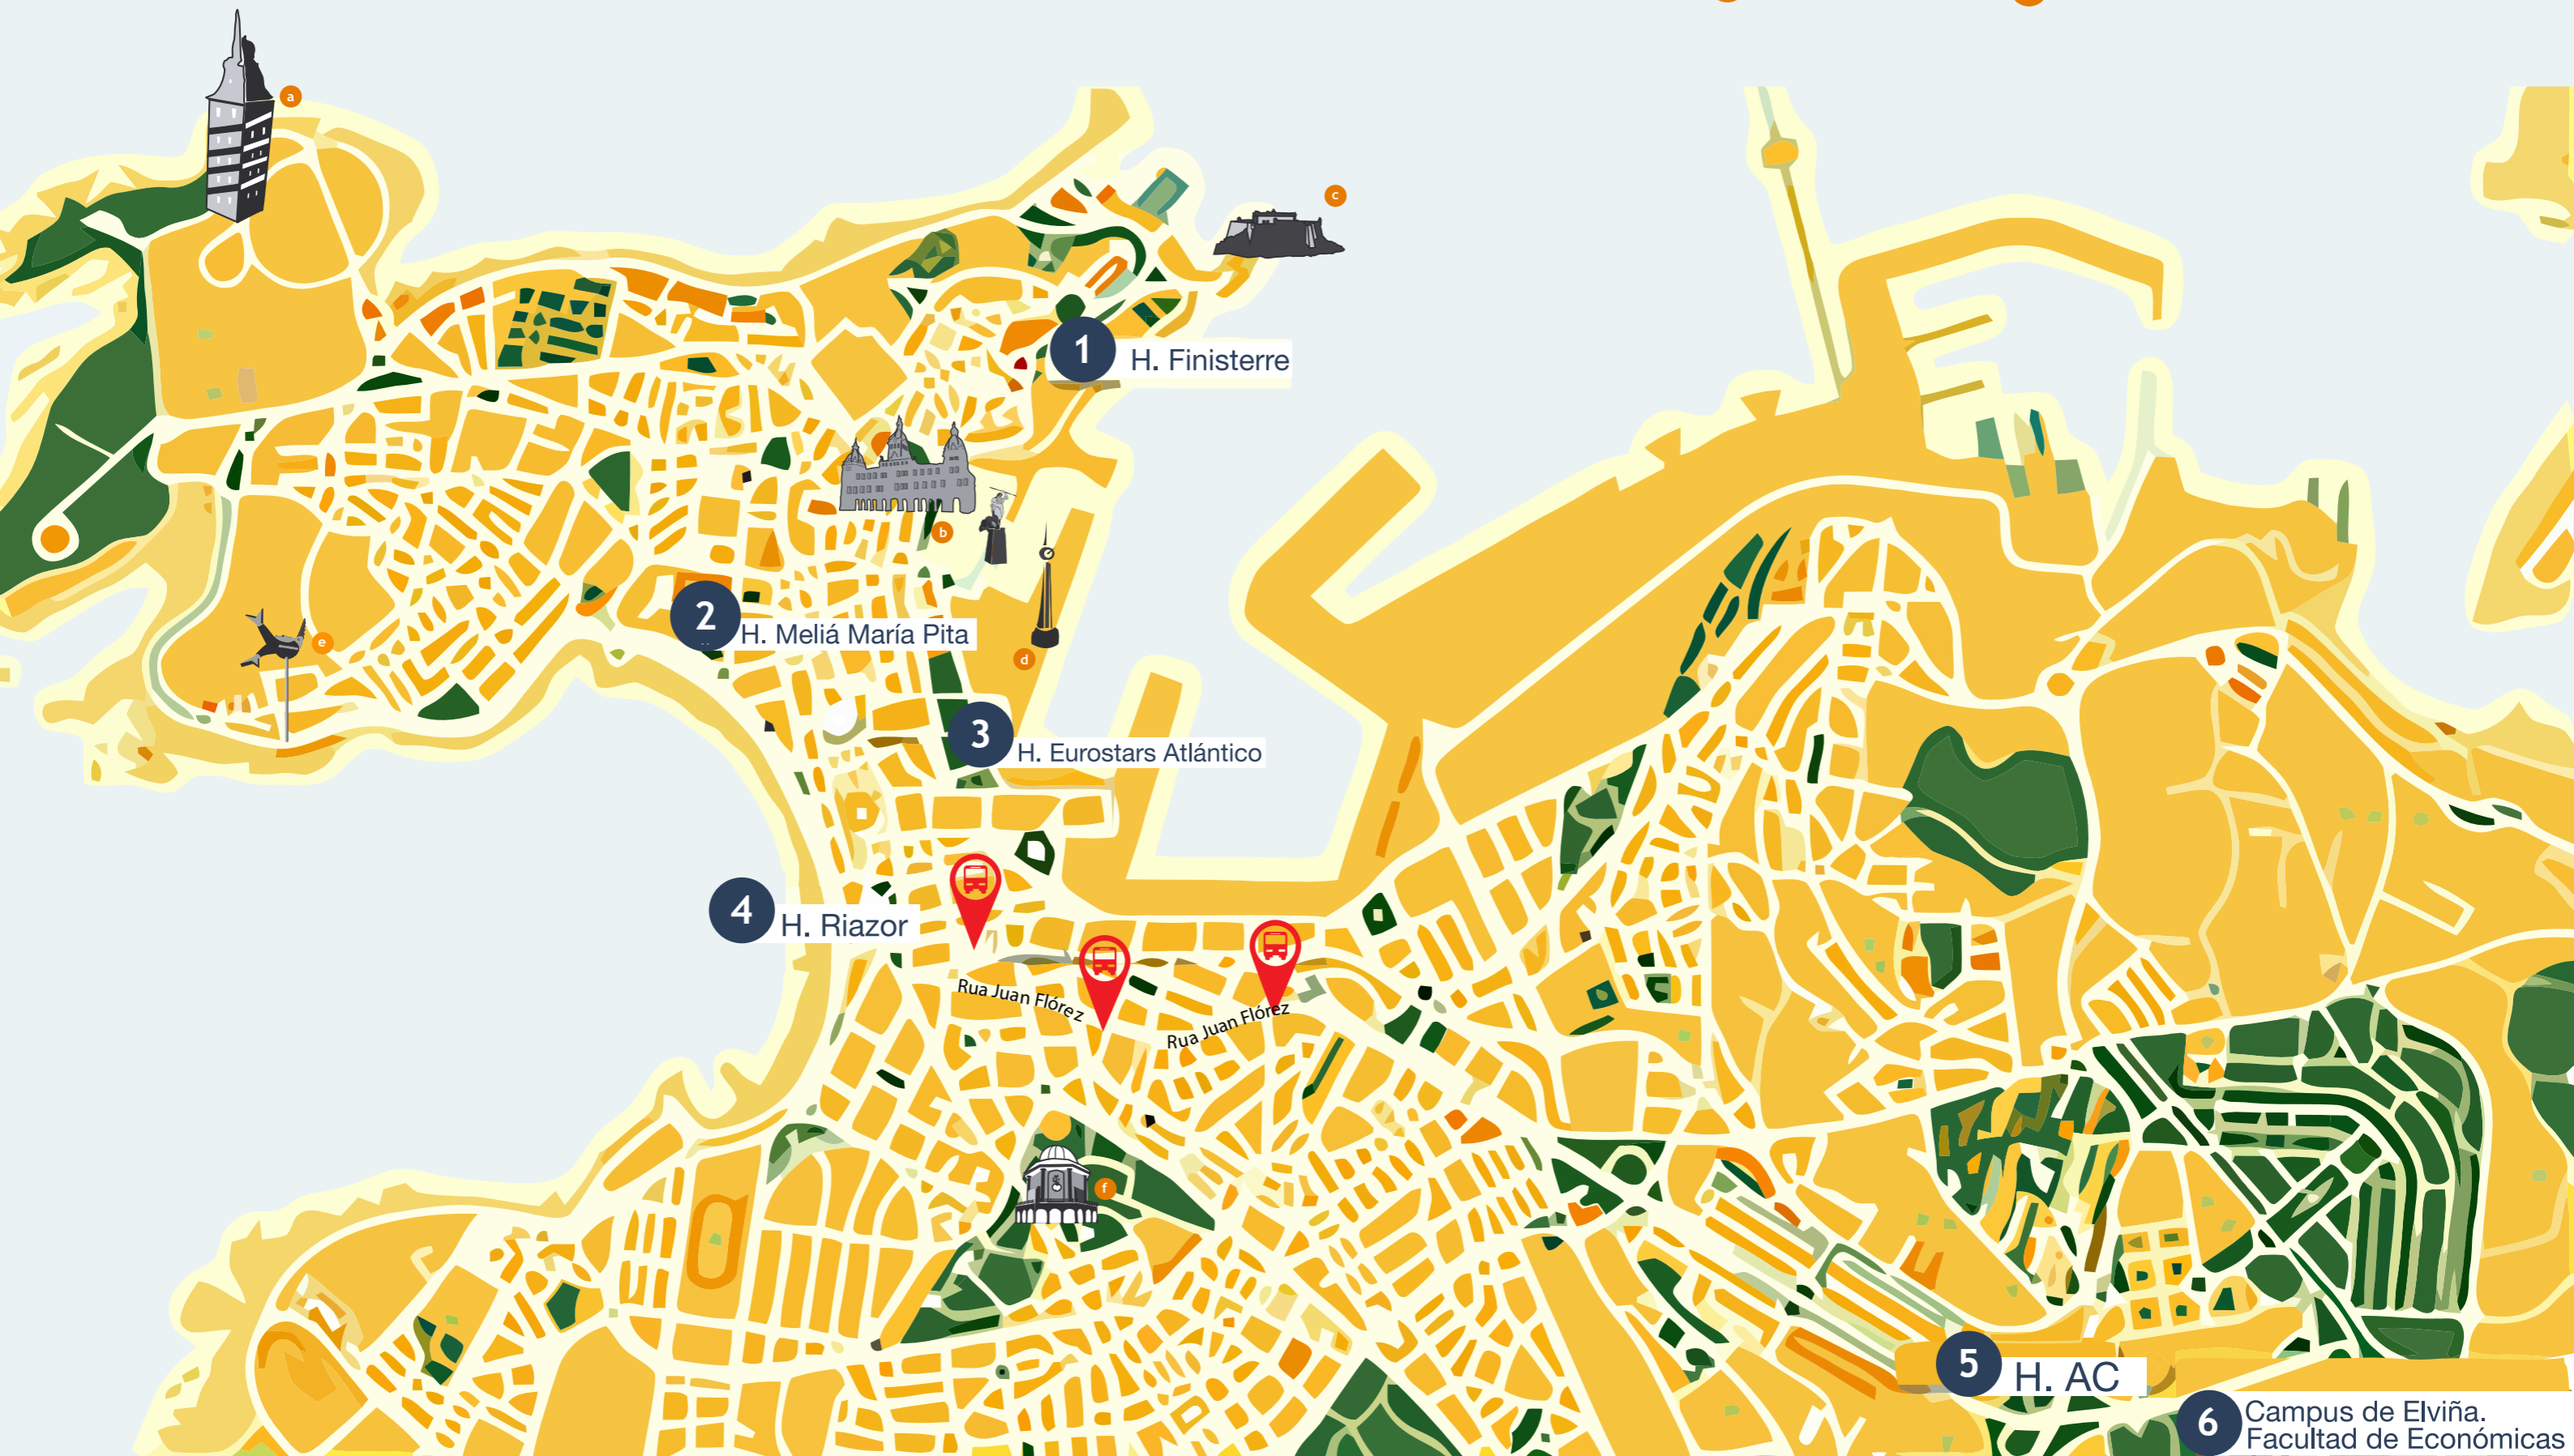 a
c
1
H. Finisterre
b
2
H. Meliá María Pita
e
d
3
H. Eurostars Atlántico
4
H. Riazor
Rua Juan Flórez
Rua Juan Flórez
f
5
H. AC
6
Campus de Elviña.
Facultad de Económicas